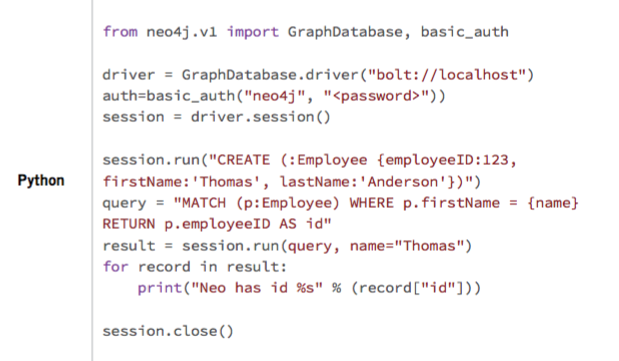 from neo4j.v1 import GraphDatabase, basic_auth
driver = GraphDatabase.driver("bolt://localhost")
auth=basic_auth("neo4j", "<password>"))
session = driver.session()
session.run("CREATE (:Employee {employeeID:123,
Python
firstName:'Thomas', lastName:'Anderson'})")
query = "MATCH (p:Employee) WHERE p.firstName = {name}
RETURN p.employeeID AS id"
result = session.run(query, name="Thomas")
for record in result:
    print("Neo has id %s" % (record["id"]))
session.close()